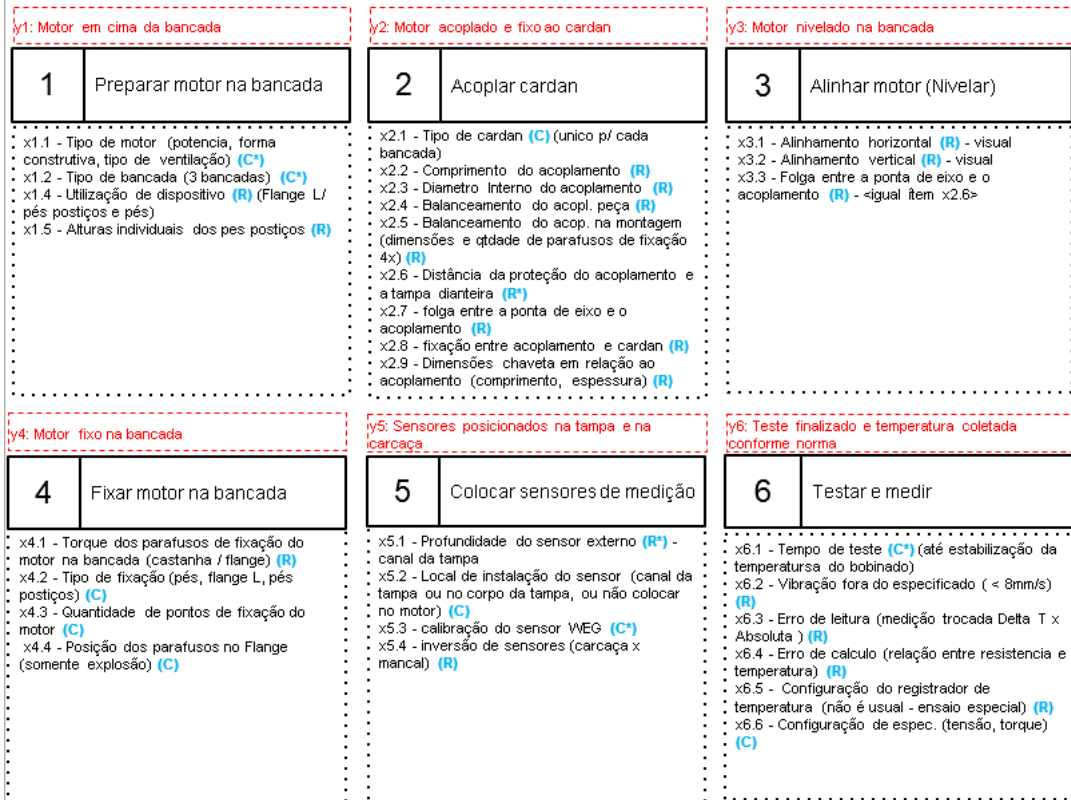 y1: Motor em cima da bancada
1
Preparar motor na bancada
x1.1 - Tipo de motor (potencia, forma
construtiva, tipo de ventilação) (C*)
x1.2 - Tipo de bancada (3 bancadas) (C*)
x1.4 - Utilização de dispositivo (R) (Flange L/
pés postiços e pés)
x1.5 - Alturas individuais dos pes postiços (R)
y2: Motor acoplado e fixo ao cardan
2
Acoplar cardan
x2.1 - Tipo de cardan (C) (unico p/ cada
bancada)
x2.2 - Comprimento do acoplamento (R)
x2.3 - Diametro Interno do acoplamento (R)
x2.4 - Balanceamento do acopl. peça (R)
x2.5 - Balanceamento do acop. na montagem
(dimensões e qtdade de parafusos de fixação
4x) (R)
x2.6 - Distância da proteção do acoplamento e
a tampa dianteira (R*)
x2.7 - folga entre a ponta de eixo e o
acoplamento (R)
x2.8 - fixação entre acoplamento e cardan (R)
x2.9 - Dimensões chaveta em relação ao
acoplamento (comprimento, espessura) (R)
y3: Motor nivelado na bancada
3
Alinhar motor (Nivelar)
x3.1 - Alinhamento horizontal (R) - visual
x3.2 - Alinhamento vertical (R) - visual
x3.3 - Folga entre a ponta de eixo e o
acoplamento (R) - <igual ítem x2.6>
y4: Motor fixo na bancada
4
Fixar motor na bancada
x4.1 - Torque dos parafusos de fixação do
motor na bancada (castanha / flange) (R)
x4.2 - Tipo de fixação (pés, flange L, pés
postiços) (C)
x4.3 - Quantidade de pontos de fixação do
motor (C)
x4.4 - Posição dos parafusos no Flange
(somente explosão) (C)
y5: Sensores posicionados na tampa e na
carcaça
5
Colocar sensores de medição
x5.1 - Profundidade do sensor externo (R*) -
canal da tampa
x5.2 - Local de instalação do sensor (canal da
tampa ou no corpo da tampa, ou não colocar
no motor) (C)
x5.3 - calibração do sensor WEG (C*)
x5.4 - inversão de sensores (carcaça x
mancal) (R)
y6: Teste finalizado e temperatura coletada
conforme norma
6
Testar e medir
x6.1 - Tempo de teste (C*) (até estabilização da
temperatursa do bobinado)
x6.2 - Vibração fora do especificado ( < 8mm/s)
(R)
x6.3 - Erro de leitura (medição trocada Delta T x
Absoluta ) (R)
x6.4 - Erro de calculo (relação entre resistencia e
temperatura) (R)
x6.5 - Configuração do registrador de
temperatura (não é usual - ensaio especial) (R)
x6.6 - Configuração de espec. (tensão, torque)
(C)